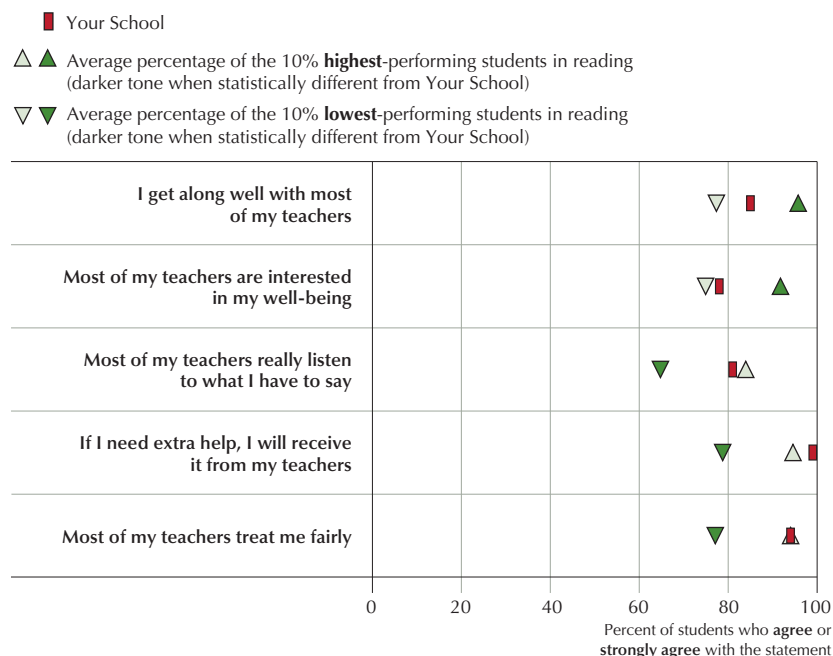 Your School
Average percentage of the 10% highest-performing students in reading
(darker tone when statistically different from Your School)
Average percentage of the 10% lowest-performing students in reading
(darker tone when statistically different from Your School)
I get along well with most
of my teachers
Most of my teachers are interested
in my well-being
Most of my teachers really listen
to what I have to say
If I need extra help, I will receive
it from my teachers
Most of my teachers treat me fairly
0 20 40 60 80 100
Percent of students who agree or
strongly agree with the statement